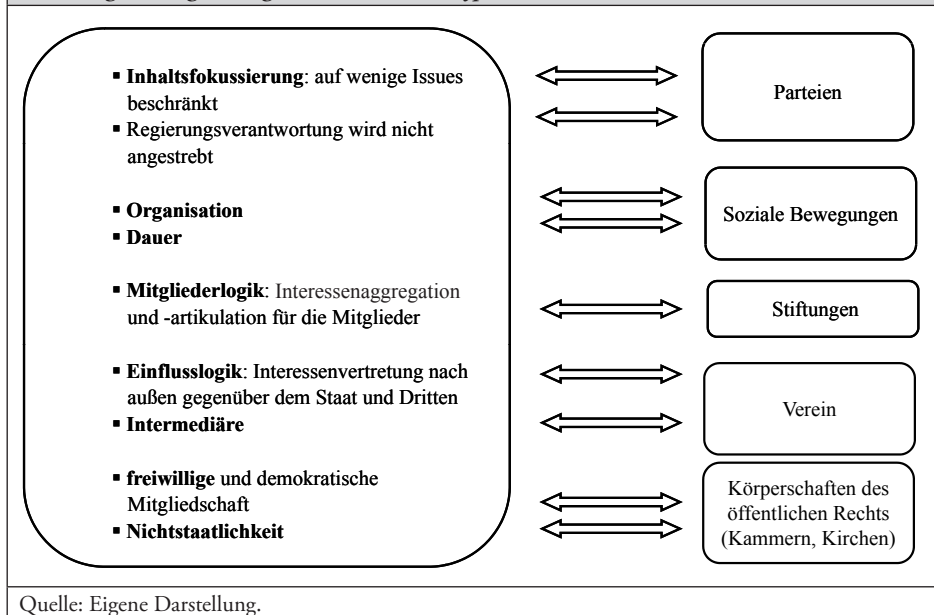 ▪ Inhaltsfokussierung: auf wenige Issues
beschränkt
▪ Regierungsverantwortung wird nicht
angestrebt
▪ Organisation
▪ Dauer
▪ Mitgliederlogik: Interessenaggregation
und -artikulation für die Mitglieder
▪ Einflusslogik: Interessenvertretung nach
außen gegenüber dem Staat und Dritten
▪ Intermediäre
▪ freiwillige und demokratische
Mitgliedschaft
▪ Nichtstaatlichkeit
Parteien
Soziale Bewegungen
Stiftungen
Verein
Körperschaften des
öffentlichen Rechts
(Kammern, Kirchen)
Quelle: Eigene Darstellung.